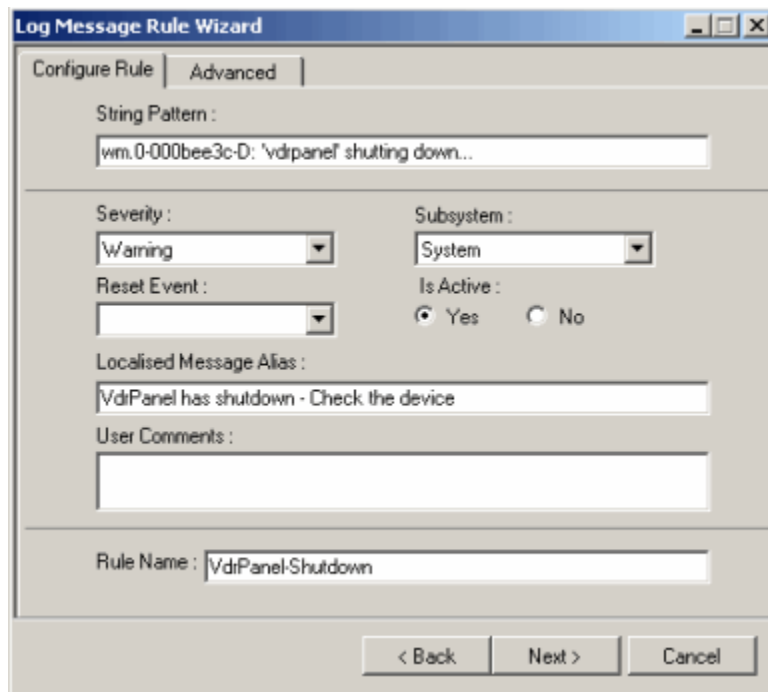 Log Message Rule Wizard
Configure Rule Advanced
String Pattern :
wm.0-000bee3c-D: 'vdrpanel' shutting down...
Severity : Subsystem :
Warning System
Reset Event : Is Active :
Yes No
Localised Message Alias :
VdrPanel has shutdown - Check the device
User Comments :
Rule Name : VdrPanel-Shutdown
< Back Next > Cancel